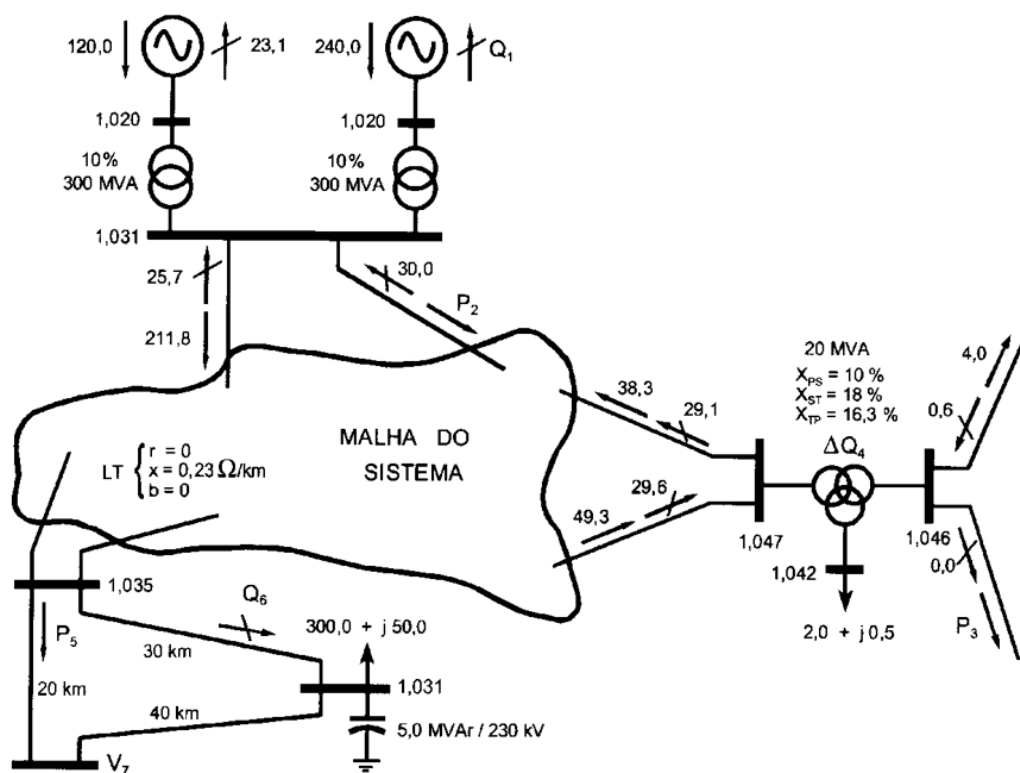 120,0
23,1
240,0
Q₁
1,020
1,020
10%
300 MVA
10%
300 MVA
1,031
25,7
30,0
P₂
211,8
20 MVA
X_PS = 10 %
X_ST = 18 %
X_TP = 16,3 %
4,0
0,6
38,3
29,1
MALHA DO
SISTEMA
ΔQ₄
LT { r = 0
x = 0,23 Ω/km
b = 0
49,3
29,6
1,047
1,046
1,042
0,0
2,0 + j 0,5
P₃
1,035
P₅
Q₆
300,0 + j 50,0
30 km
20 km
1,031
40 km
5,0 MVAr / 230 kV
V₇